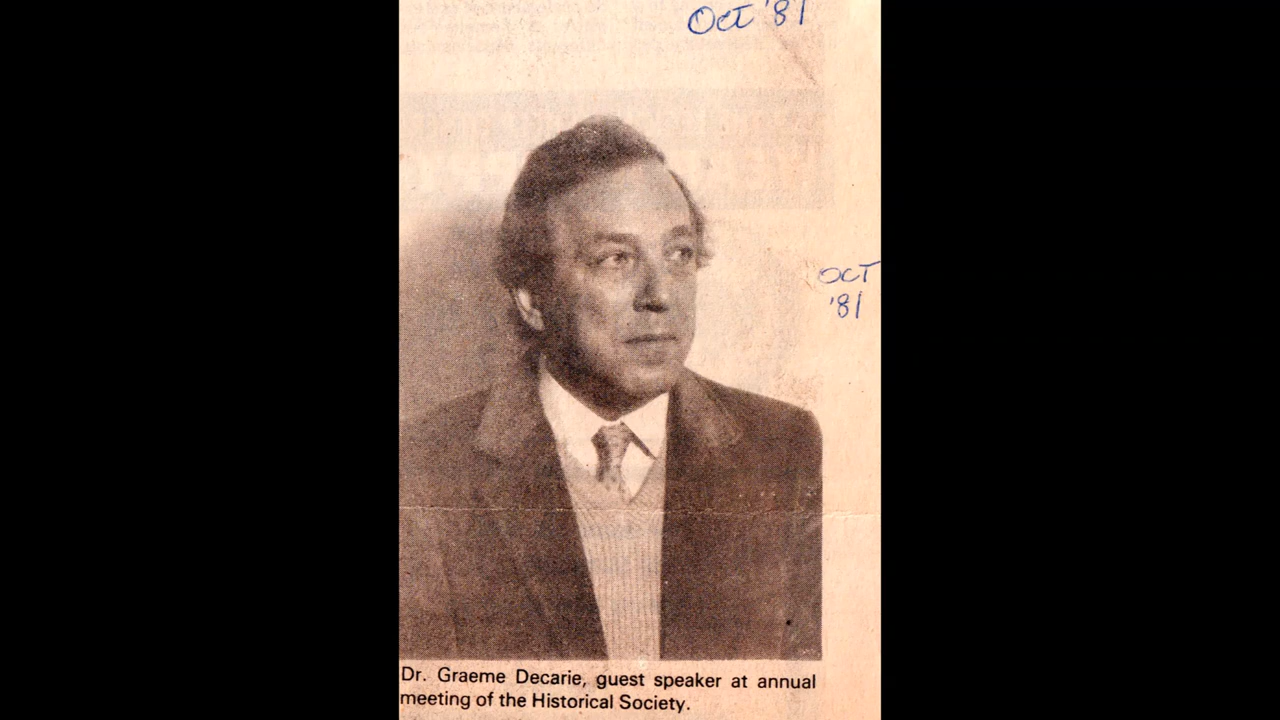 Oct '81
OCT
'81
Dr. Graeme Decarie, guest speaker at annual
meeting of the Historical Society.